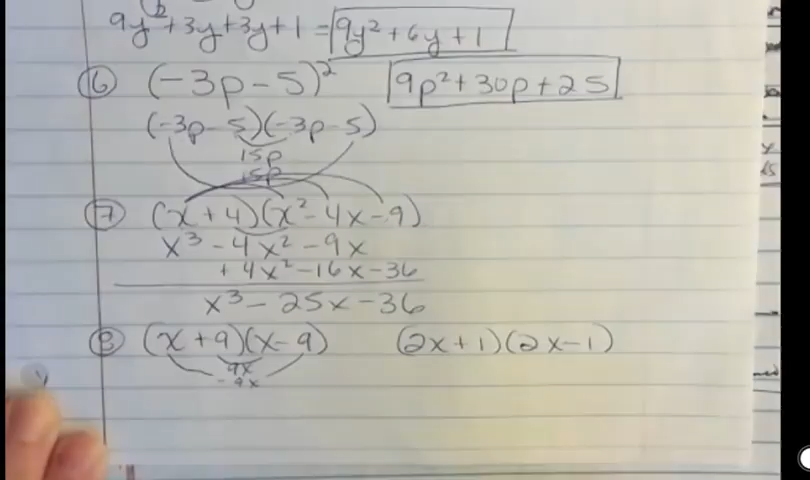 9y²+3y+3y+1 = 9y²+6y+1
⑥ (-3p-5)² 9p²+30p+25
(-3p-5)(-3p-5)
15p
15p
⑦ (x+4)(x²-4x-9)
x³-4x²-9x
+4x²-16x-36
x³-25x-36
⑧ (x+9)(x-9) (2x+1)(2x-1)
9x
-9x